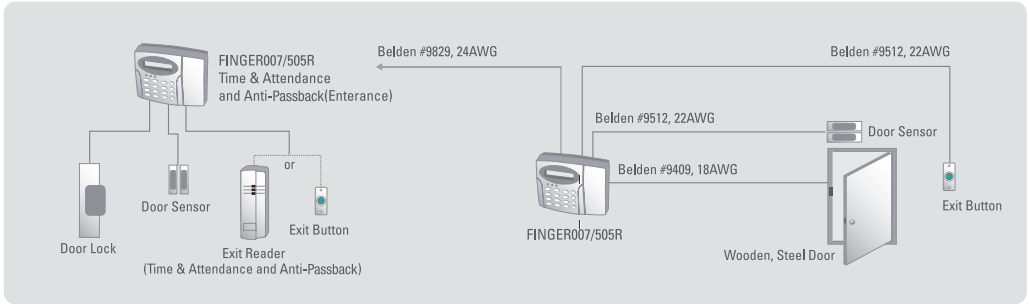 FINGER007/505R
Time & Attendance
and Anti-Passback(Enterance)
or
Door Lock
Door Sensor
Exit Reader
(Time & Attendance and Anti-Passback)
Exit Button
Belden #9829, 24AWG
Belden #9512, 22AWG
Belden #9512, 22AWG
Door Sensor
Belden #9409, 18AWG
FINGER007/505R
Wooden, Steel Door
Exit Button